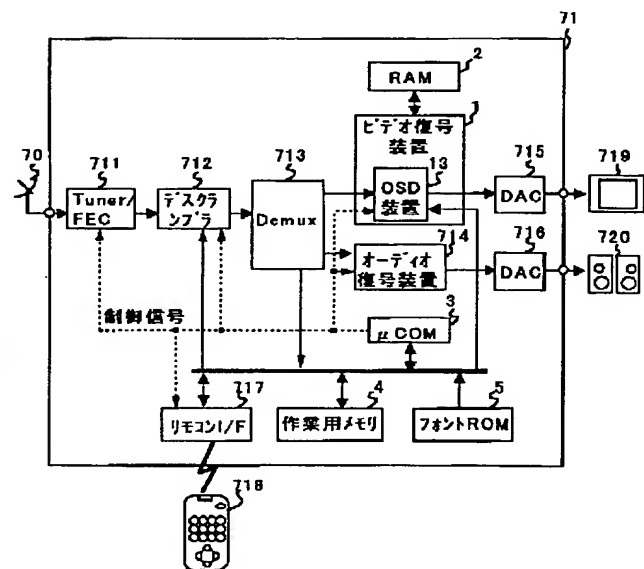 71
2
RAM
1
ビデオ復号
装置
70
711
Tuner/
FEC
712
デスクラ
ンブラ
713
Demux
13
OSD
装置
715
DAC
719
714
オーディオ
復号装置
716
DAC
720
制御信号
3
μCOM
717
リモコンI/F
4
作業用メモリ
5
フォントROM
718